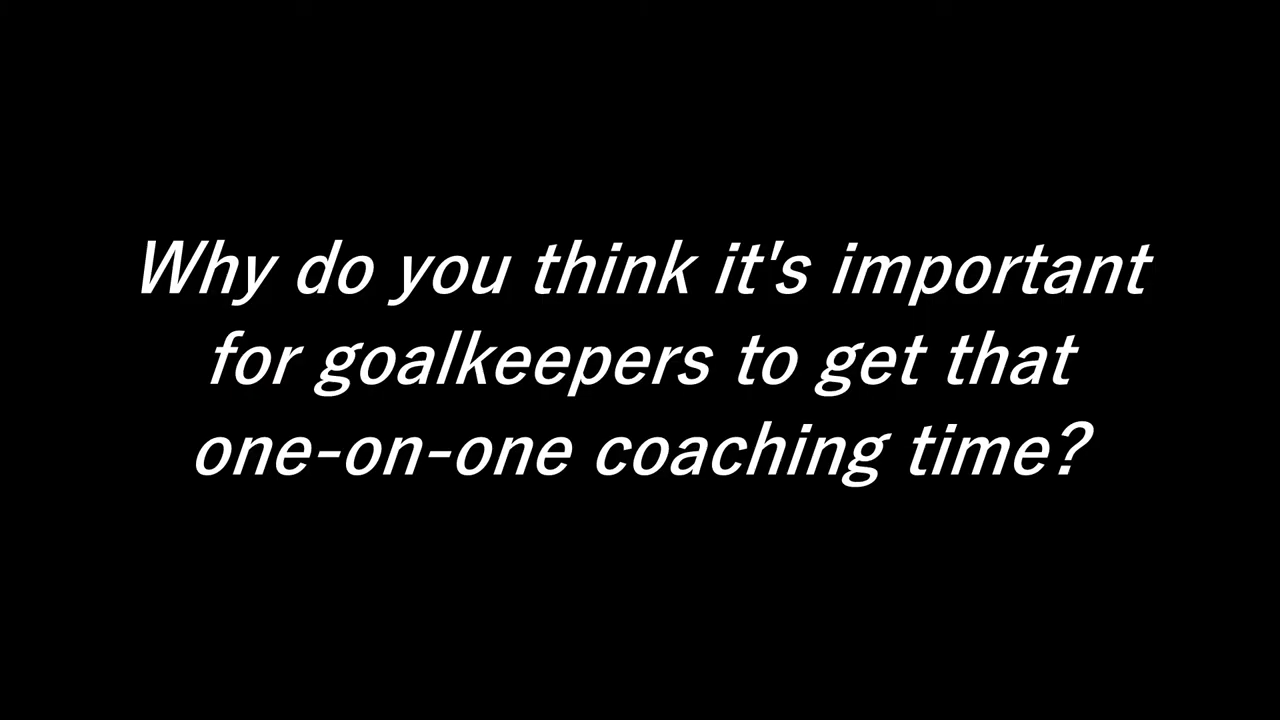 Why do you think it's important
for goalkeepers to get that
one-on-one coaching time?